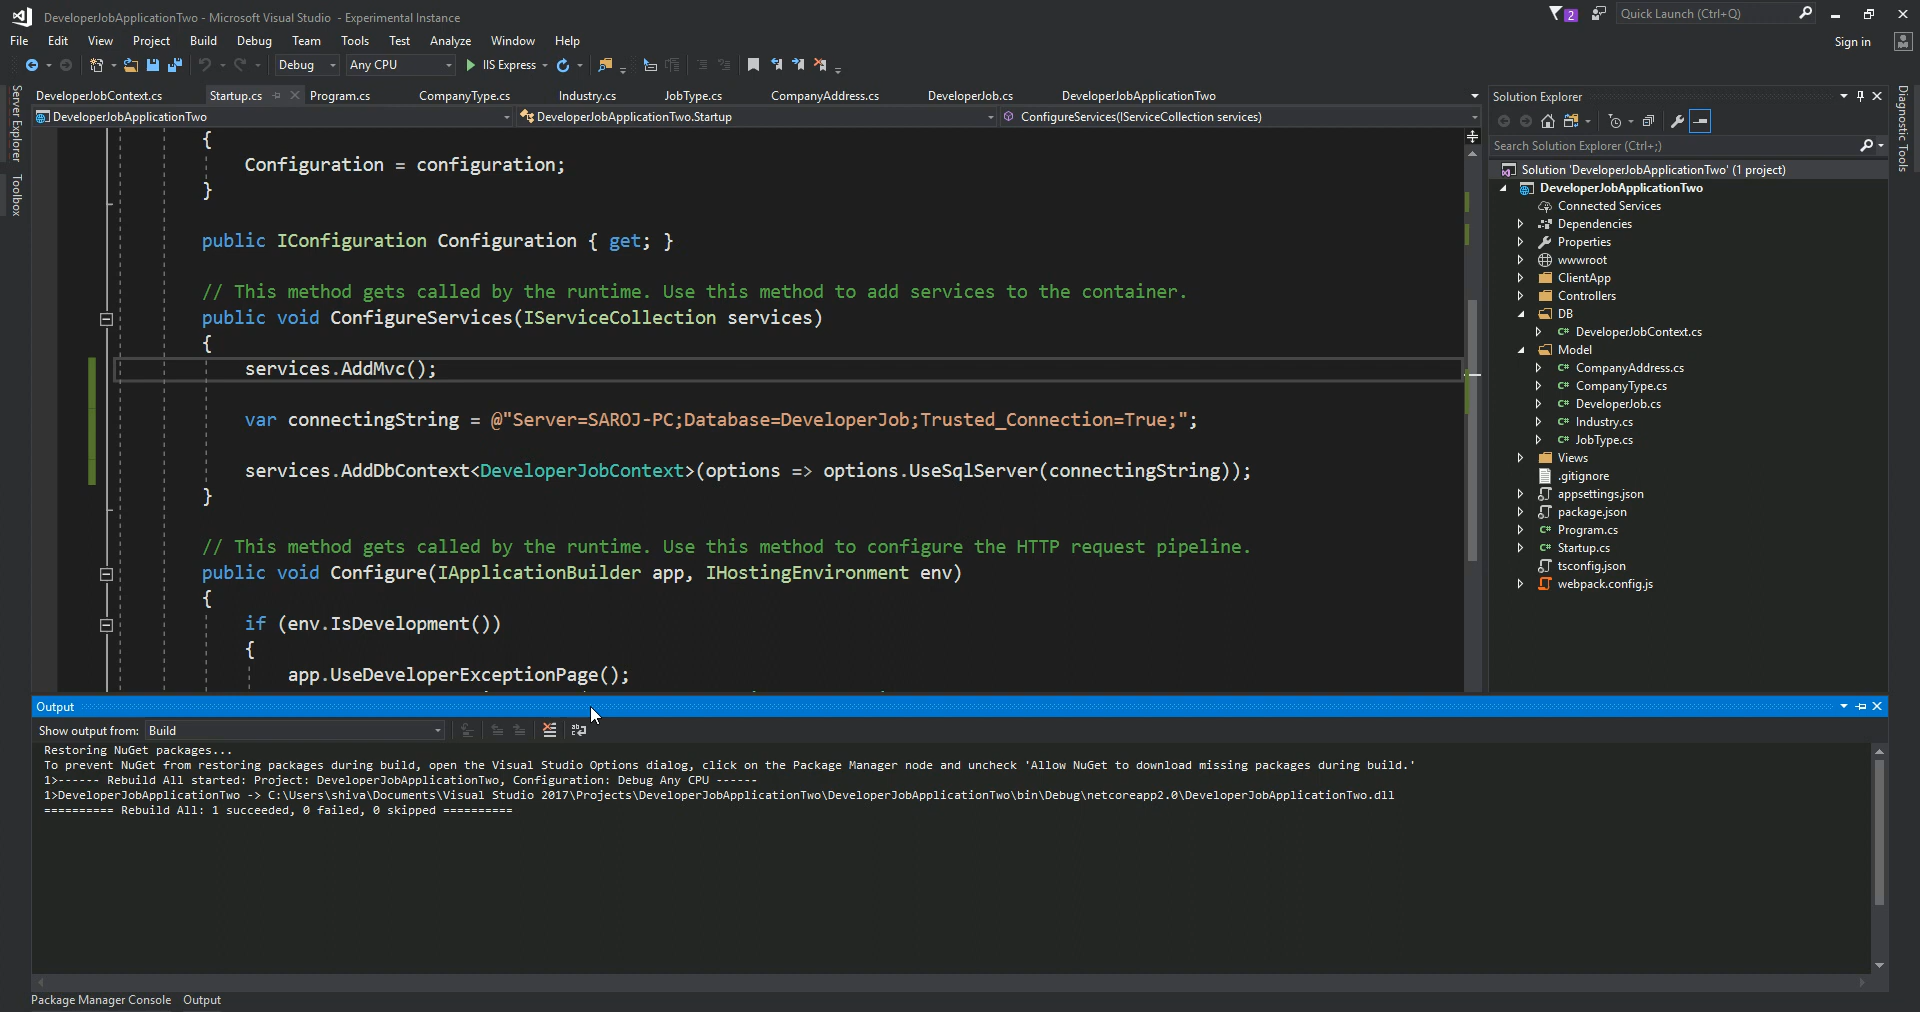 DeveloperJobApplicationTwo - Microsoft Visual Studio - Experimental Instance
2
Quick Launch (Ctrl+Q)
File Edit View Project Build Debug Team Tools Test Analyze Window Help
Sign in
Debug Any CPU IIS Express
Server Explorer
Toolbox
DeveloperJobContext.cs Startup.cs Program.cs CompanyType.cs Industry.cs JobType.cs CompanyAddress.cs DeveloperJob.cs DeveloperJobApplicationTwo
DeveloperJobApplicationTwo DeveloperJobApplicationTwo.Startup ConfigureServices(IServiceCollection services)
{
Configuration = configuration;
}
public IConfiguration Configuration { get; }
// This method gets called by the runtime. Use this method to add services to the container.
public void ConfigureServices(IServiceCollection services)
{
services.AddMvc();
var connectingString = @"Server=SAROJ-PC;Database=DeveloperJob;Trusted_Connection=True;";
services.AddDbContext<DeveloperJobContext>(options => options.UseSqlServer(connectingString));
}
// This method gets called by the runtime. Use this method to configure the HTTP request pipeline.
public void Configure(IApplicationBuilder app, IHostingEnvironment env)
{
if (env.IsDevelopment())
{
app.UseDeveloperExceptionPage();
Solution Explorer
Search Solution Explorer (Ctrl+;)
Solution 'DeveloperJobApplicationTwo' (1 project)
DeveloperJobApplicationTwo
Connected Services
Dependencies
Properties
wwwroot
ClientApp
Controllers
DB
C# DeveloperJobContext.cs
Model
C# CompanyAddress.cs
C# CompanyType.cs
C# DeveloperJob.cs
C# Industry.cs
C# JobType.cs
Views
.gitignore
appsettings.json
package.json
C# Program.cs
C# Startup.cs
tsconfig.json
webpack.config.js
Diagnostic Tools
Output
Show output from: Build
Restoring NuGet packages...
To prevent NuGet from restoring packages during build, open the Visual Studio Options dialog, click on the Package Manager node and uncheck 'Allow NuGet to download missing packages during build.'
1>------ Rebuild All started: Project: DeveloperJobApplicationTwo, Configuration: Debug Any CPU ------
1>DeveloperJobApplicationTwo -> C:\Users\shiva\Documents\Visual Studio 2017\Projects\DeveloperJobApplicationTwo\DeveloperJobApplicationTwo\bin\Debug\netcoreapp2.0\DeveloperJobApplicationTwo.dll
========== Rebuild All: 1 succeeded, 0 failed, 0 skipped ==========
Package Manager Console Output